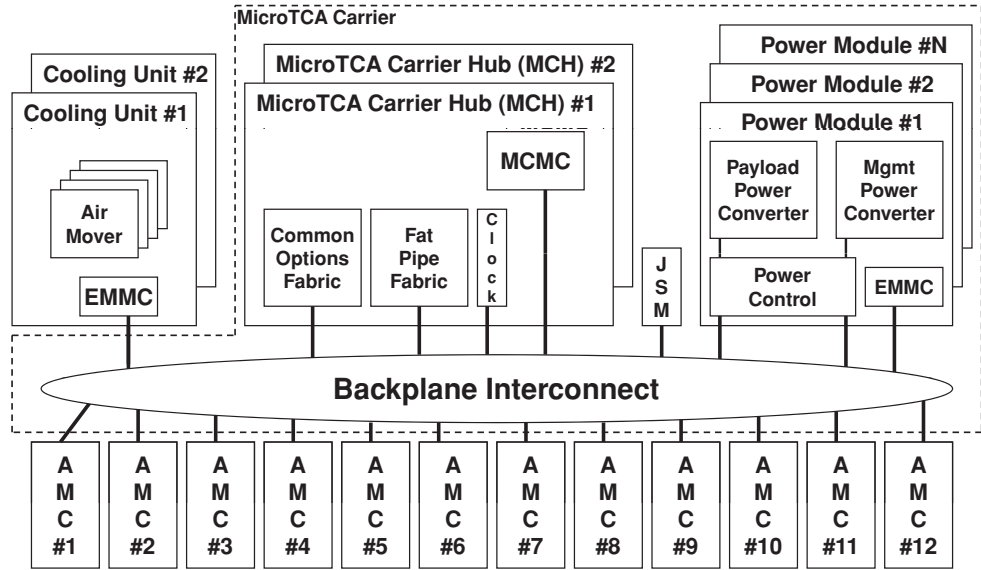 MicroTCA Carrier
Cooling Unit #2
Cooling Unit #1
Air
Mover
EMMC
MicroTCA Carrier Hub (MCH) #2
MicroTCA Carrier Hub (MCH) #1
MCMC
Common
Options
Fabric
Fat
Pipe
Fabric
C
l
o
c
k
J
S
M
Power Module #N
Power Module #2
Power Module #1
Payload
Power
Converter
Mgmt
Power
Converter
Power
Control
EMMC
Backplane Interconnect
A
M
C
#1
A
M
C
#2
A
M
C
#3
A
M
C
#4
A
M
C
#5
A
M
C
#6
A
M
C
#7
A
M
C
#8
A
M
C
#9
A
M
C
#10
A
M
C
#11
A
M
C
#12